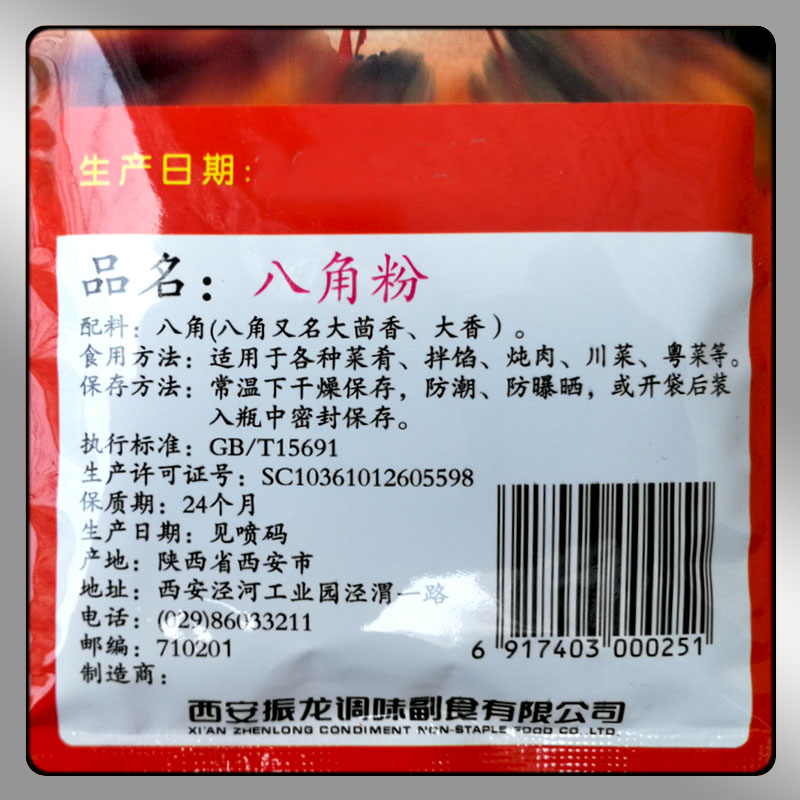 生产日期:
品名：八角粉
配料：八角(八角又名大茴香、大香）。
食用方法：适用于各种菜肴、拌馅、炖肉、川菜、粤菜等。
保存方法：常温下干燥保存，防潮、防曝晒，或开袋后装
入瓶中密封保存。
执行标准：GB/T15691
生产许可证号：SC10361012605598
保质期：24个月
生产日期：见喷码
产地：陕西省西安市
地址：西安泾河工业园泾渭一路
电话：(029)86033211
邮编：710201
制造商：
6 917403 000251
西安振龙调味副食有限公司
XI'AN ZHENLONG CONDIMENT NON-STAPLE FOOD CO .,LTD.